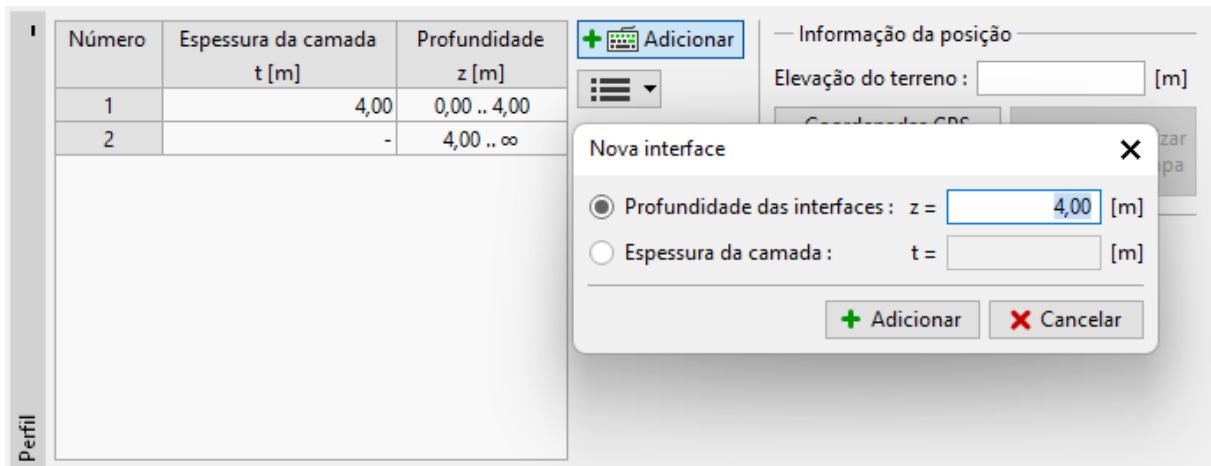 Número Espessura da camada Profundidade
t [m] z [m]
1 4,00 0,00 .. 4,00
2 - 4,00 .. ∞
Adicionar
Informação da posição
Elevação do terreno : [m]
Nova interface
Profundidade das interfaces : z = 4,00 [m]
Espessura da camada : t = [m]
Adicionar Cancelar
Perfil